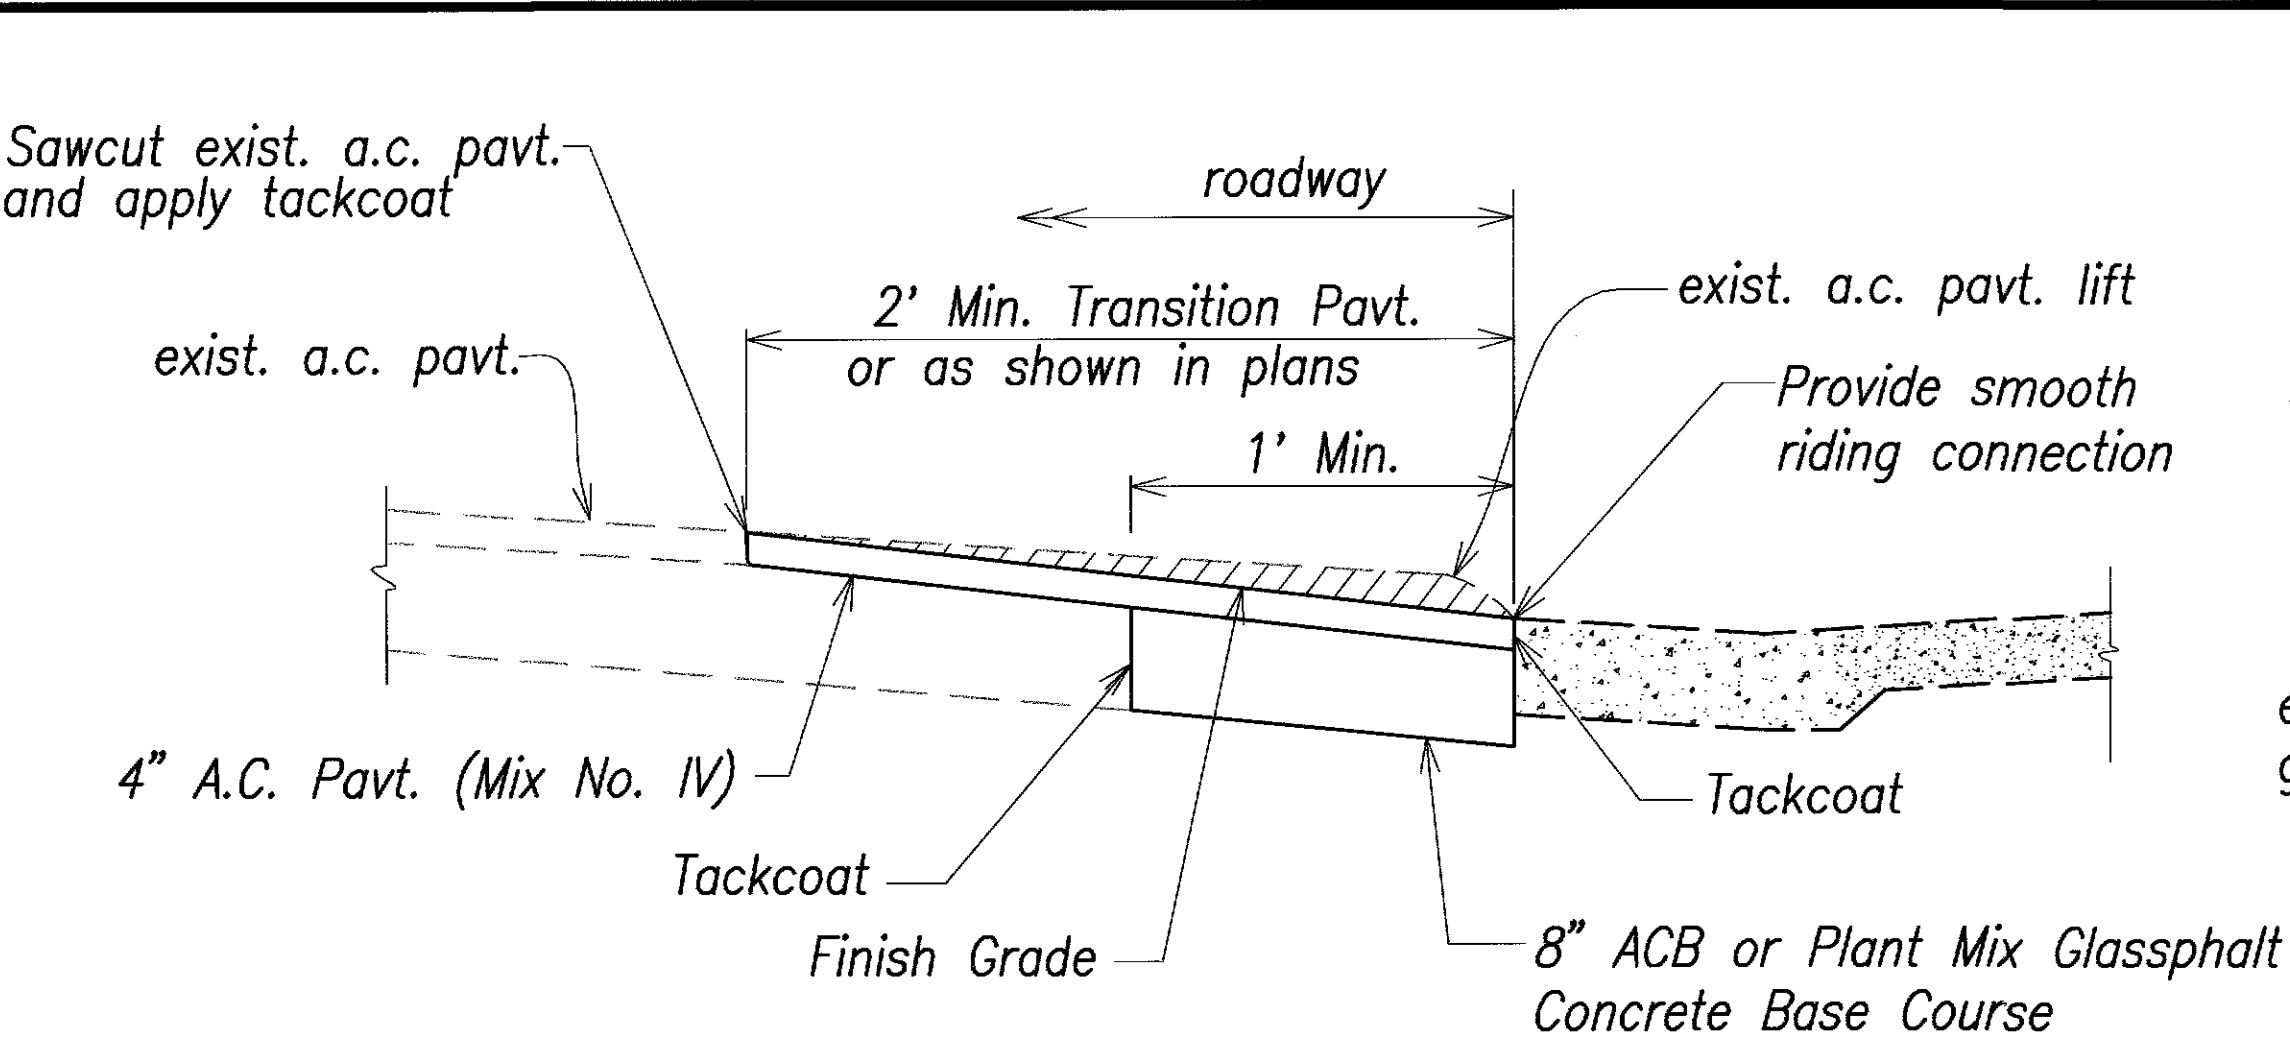 Sawcut exist. a.c. pavt.
and apply tackcoat
roadway
2' Min. Transition Pavt.
or as shown in plans
exist. a.c. pavt. lift
exist. a.c. pavt.
Provide smooth
riding connection
1' Min.
4" A.C. Pavt. (Mix No. IV)
Tackcoat
Tackcoat
Finish Grade
8" ACB or Plant Mix Glassphalt
Concrete Base Course